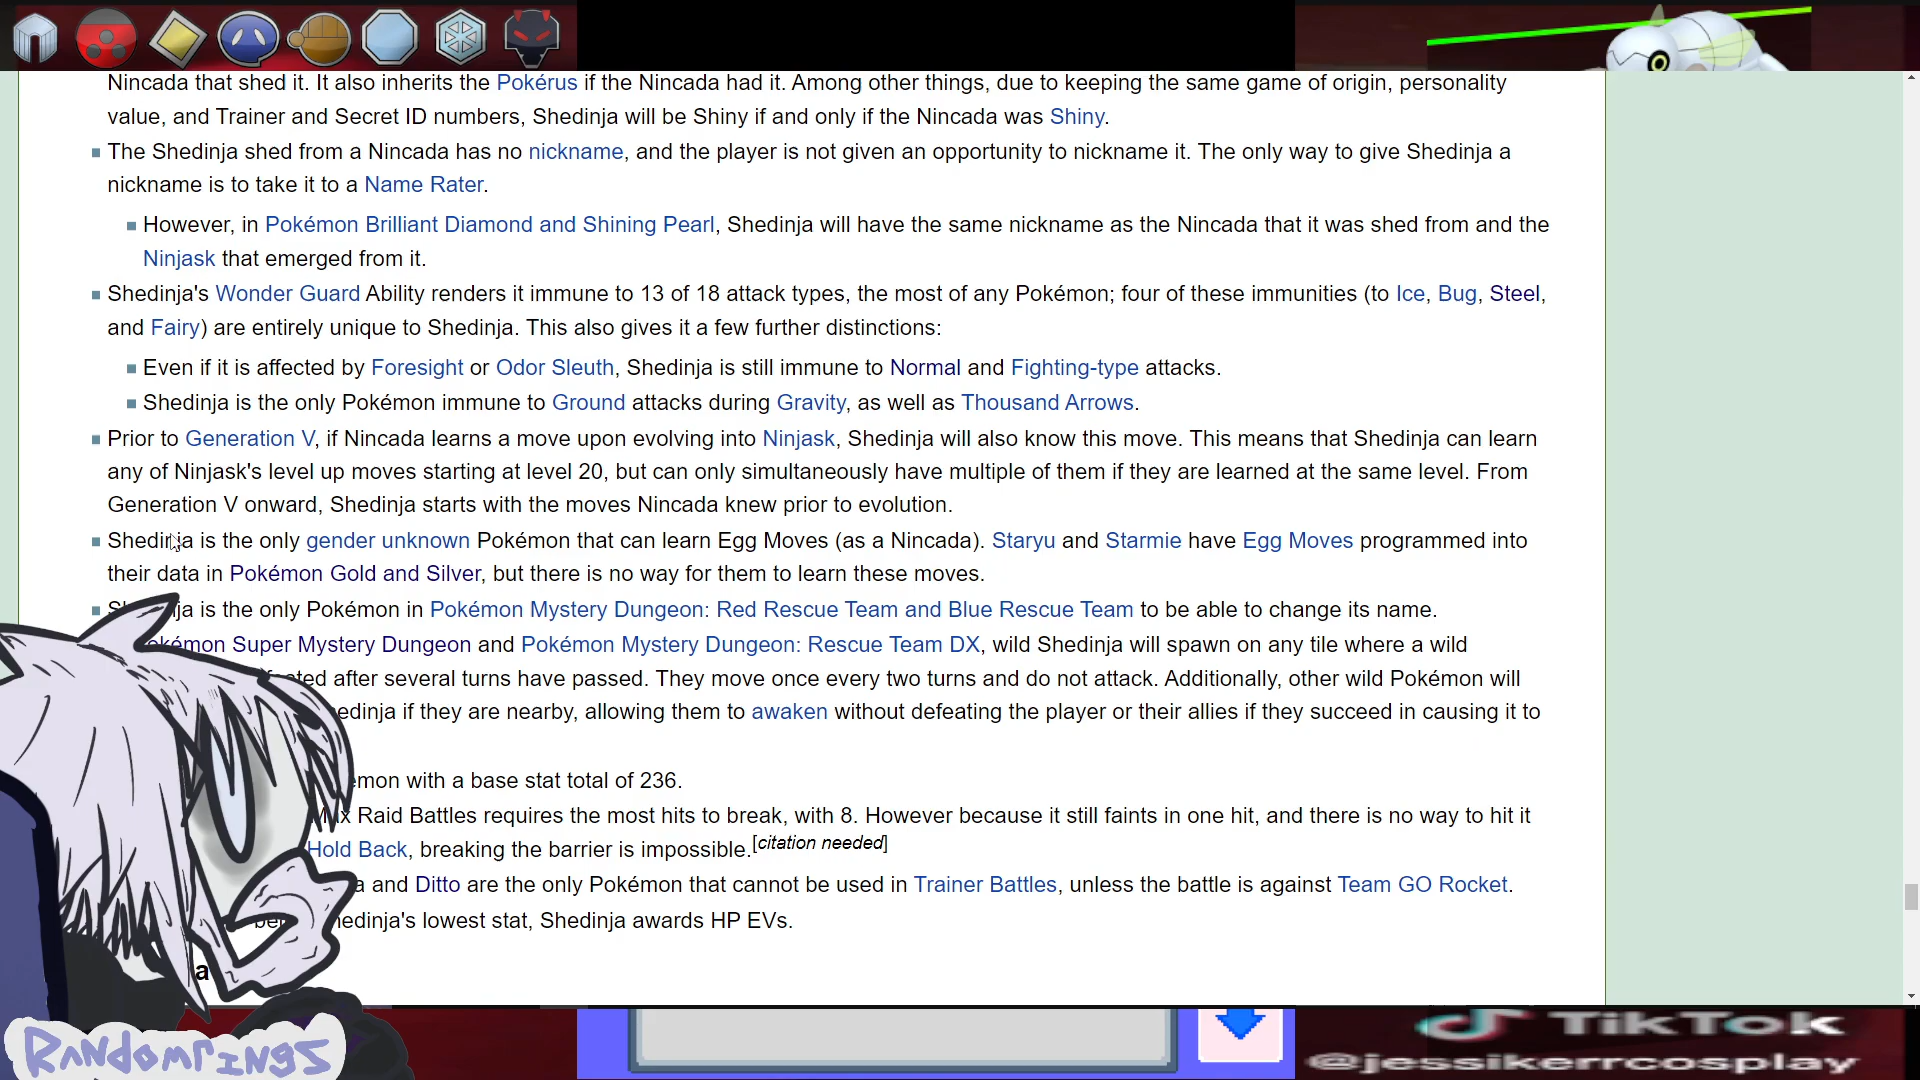 Nincada that shed it. It also inherits the Pokérus if the Nincada had it. Among other things, due to keeping the same game of origin, personality
value, and Trainer and Secret ID numbers, Shedinja will be Shiny if and only if the Nincada was Shiny.
The Shedinja shed from a Nincada has no nickname, and the player is not given an opportunity to nickname it. The only way to give Shedinja a
nickname is to take it to a Name Rater.
However, in Pokémon Brilliant Diamond and Shining Pearl, Shedinja will have the same nickname as the Nincada that it was shed from and the
Ninjask that emerged from it.
Shedinja's Wonder Guard Ability renders it immune to 13 of 18 attack types, the most of any Pokémon; four of these immunities (to Ice, Bug, Steel,
and Fairy) are entirely unique to Shedinja. This also gives it a few further distinctions:
Even if it is affected by Foresight or Odor Sleuth, Shedinja is still immune to Normal and Fighting-type attacks.
Shedinja is the only Pokémon immune to Ground attacks during Gravity, as well as Thousand Arrows.
Prior to Generation V, if Nincada learns a move upon evolving into Ninjask, Shedinja will also know this move. This means that Shedinja can learn
any of Ninjask's level up moves starting at level 20, but can only simultaneously have multiple of them if they are learned at the same level. From
Generation V onward, Shedinja starts with the moves Nincada knew prior to evolution.
Shedinja is the only gender unknown Pokémon that can learn Egg Moves (as a Nincada). Staryu and Starmie have Egg Moves programmed into
their data in Pokémon Gold and Silver, but there is no way for them to learn these moves.
is the only Pokémon in Pokémon Mystery Dungeon: Red Rescue Team and Blue Rescue Team to be able to change its name.
Super Mystery Dungeon and Pokémon Mystery Dungeon: Rescue Team DX, wild Shedinja will spawn on any tile where a wild
after several turns have passed. They move once every two turns and do not attack. Additionally, other wild Pokémon will
if they are nearby, allowing them to awaken without defeating the player or their allies if they succeed in causing it to
with a base stat total of 236.
Raid Battles requires the most hits to break, with 8. However because it still faints in one hit, and there is no way to hit it
Hold Back, breaking the barrier is impossible.[citation needed]
and Ditto are the only Pokémon that cannot be used in Trainer Battles, unless the battle is against Team GO Rocket.
lowest stat, Shedinja awards HP EVs.
RANDOMRINGS
TikTok
@jessikerrcosplay